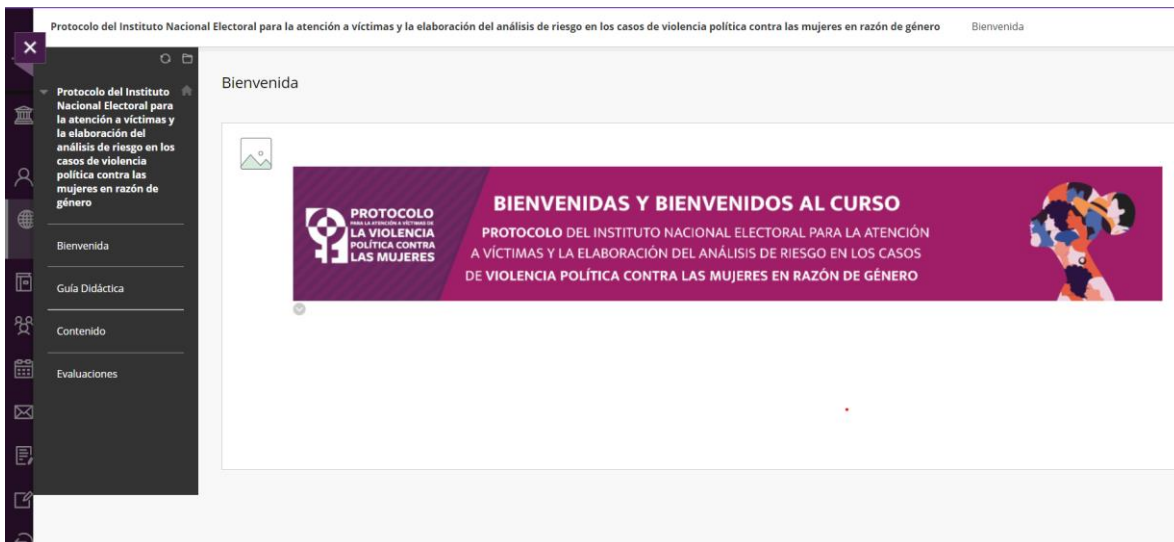 Protocolo del Instituto Nacional Electoral para la atención a víctimas y la elaboración del análisis de riesgo en los casos de violencia política contra las mujeres en razón de género Bienvenida
Protocolo del Instituto
Nacional Electoral para
la atención a víctimas y
la elaboración del
análisis de riesgo en los
casos de violencia
política contra las
mujeres en razón de
género
Bienvenida
Guía Didáctica
Contenido
Evaluaciones
Bienvenida
PROTOCOLO
PARA LA ATENCIÓN A VÍCTIMAS DE
LA VIOLENCIA
POLÍTICA CONTRA
LAS MUJERES
BIENVENIDAS Y BIENVENIDOS AL CURSO
PROTOCOLO DEL INSTITUTO NACIONAL ELECTORAL PARA LA ATENCIÓN
A VÍCTIMAS Y LA ELABORACIÓN DEL ANÁLISIS DE RIESGO EN LOS CASOS
DE VIOLENCIA POLÍTICA CONTRA LAS MUJERES EN RAZÓN DE GÉNERO